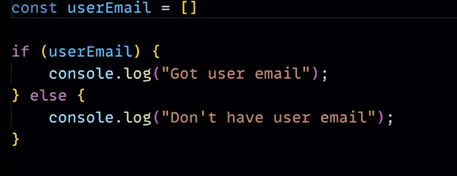 const userEmail = []
if (userEmail) {
    console.log("Got user email");
} else {
    console.log("Don't have user email");
}